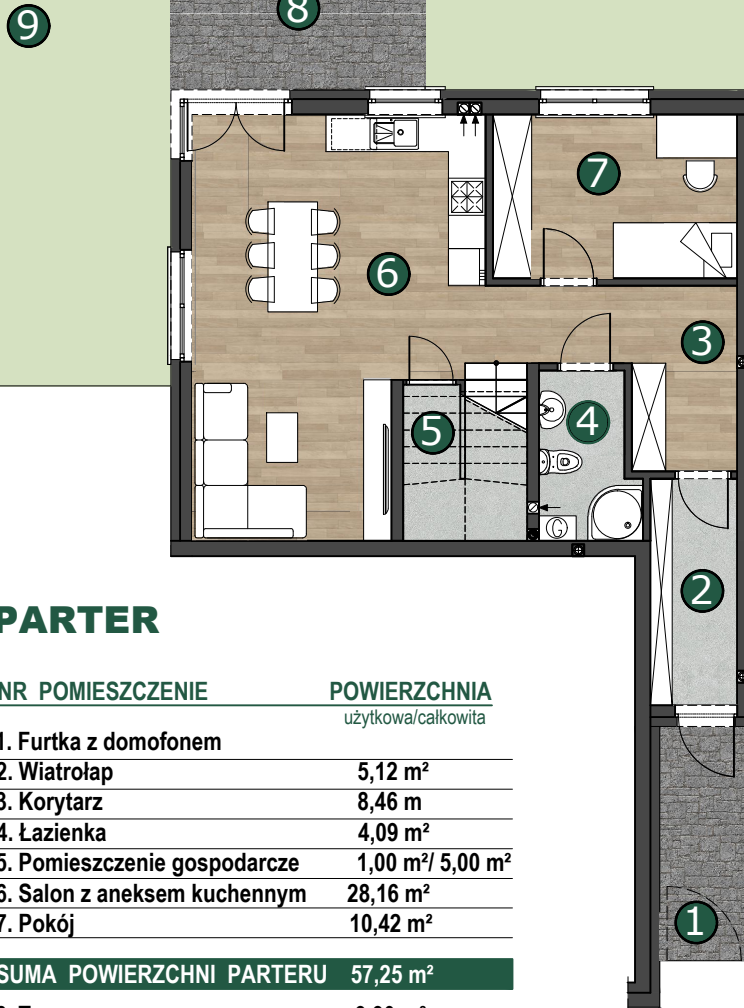 9
8
7
6
3
5
4
G
2
1
PARTER
NR POMIESZCZENIE POWIERZCHNIA
użytkowa/całkowita
1. Furtka z domofonem
2. Wiatrołap 5,12 m²
3. Korytarz 8,46 m
4. Łazienka 4,09 m²
5. Pomieszczenie gospodarcze 1,00 m²/ 5,00 m²
6. Salon z aneksem kuchennym 28,16 m²
7. Pokój 10,42 m²
SUMA POWIERZCHNI PARTERU 57,25 m²